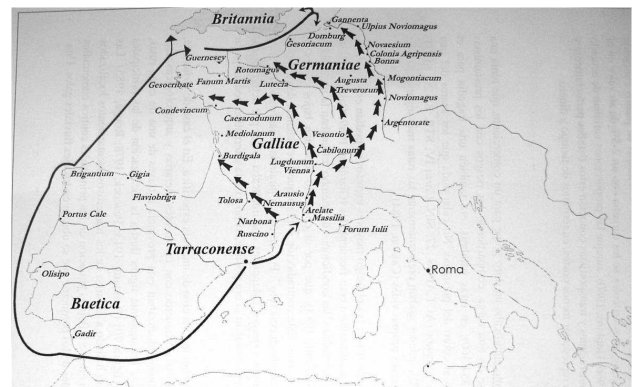 Britannia
Gannenta
Ulpius Noviomagus
Domburg
Gesoriacum
Novaesium
Colonia Agripensis
Bonna
Guernesey
Germaniae
Rotomagus
Mogontiacum
Gesocribate
Fanum Martis
Lutecia
Augusta
Treverorum
Noviomagus
Condevincum
Caesarodunum
Argentorate
Mediolanum
Vesontio
Galliae
Cabilonum
Burdigala
Lugdunum
Vienna
Brigantium
Gigia
Flaviobriga
Arausio
Tolosa
Nemausus
Arelate
Portus Cale
Narbona
Massilia
Ruscino
Forum Iulii
Tarraconense
Olisipo
Roma
Baetica
Gadir